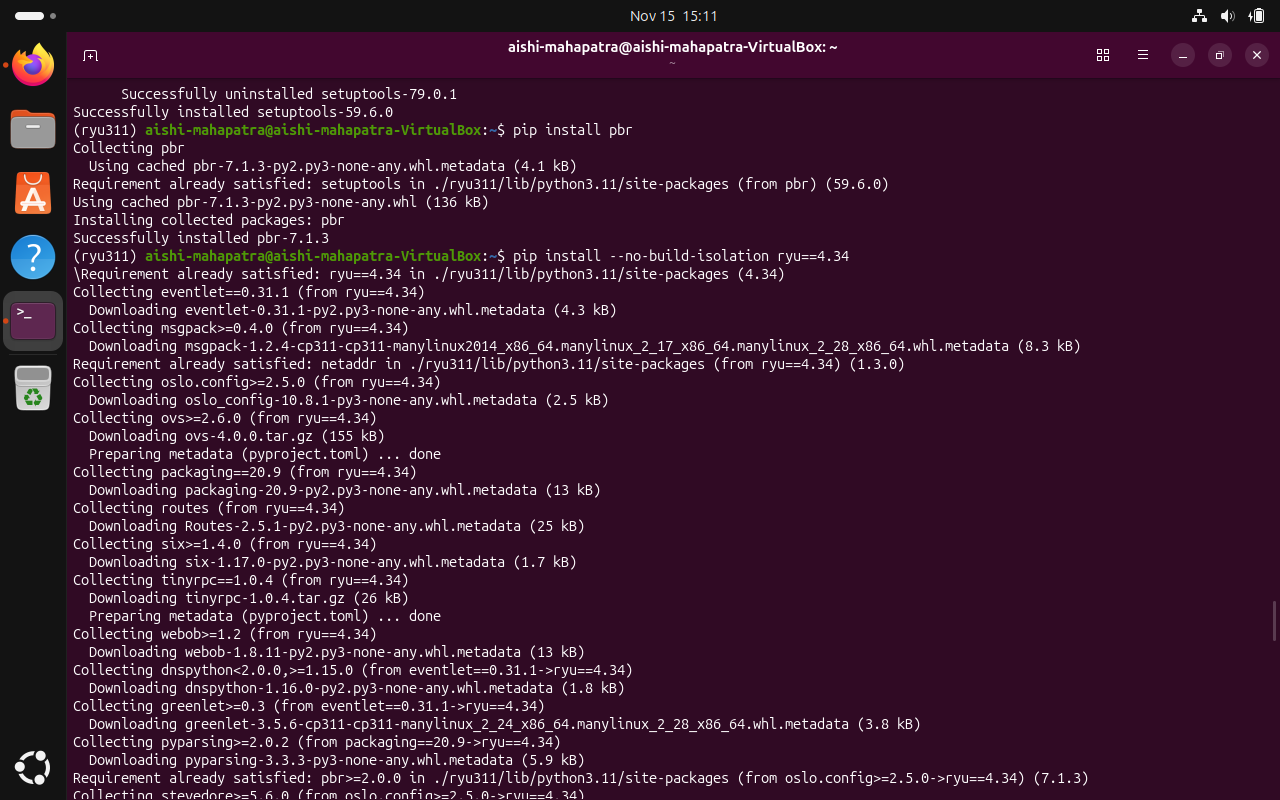 Nov 15 15:11
aishi-mahapatra@aishi-mahapatra-VirtualBox: ~
~
Successfully uninstalled setuptools-79.0.1
Successfully installed setuptools-59.6.0
(ryu311) aishi-mahapatra@aishi-mahapatra-VirtualBox:~$ pip install pbr
Collecting pbr
  Using cached pbr-7.1.3-py2.py3-none-any.whl.metadata (4.1 kB)
Requirement already satisfied: setuptools in ./ryu311/lib/python3.11/site-packages (from pbr) (59.6.0)
Using cached pbr-7.1.3-py2.py3-none-any.whl (136 kB)
Installing collected packages: pbr
Successfully installed pbr-7.1.3
(ryu311) aishi-mahapatra@aishi-mahapatra-VirtualBox:~$ pip install --no-build-isolation ryu==4.34
\Requirement already satisfied: ryu==4.34 in ./ryu311/lib/python3.11/site-packages (4.34)
Collecting eventlet==0.31.1 (from ryu==4.34)
  Downloading eventlet-0.31.1-py2.py3-none-any.whl.metadata (4.3 kB)
Collecting msgpack>=0.4.0 (from ryu==4.34)
  Downloading msgpack-1.2.4-cp311-cp311-manylinux2014_x86_64.manylinux_2_17_x86_64.manylinux_2_28_x86_64.whl.metadata (8.3 kB)
Requirement already satisfied: netaddr in ./ryu311/lib/python3.11/site-packages (from ryu==4.34) (1.3.0)
Collecting oslo.config>=2.5.0 (from ryu==4.34)
  Downloading oslo_config-10.8.1-py3-none-any.whl.metadata (2.5 kB)
Collecting ovs>=2.6.0 (from ryu==4.34)
  Downloading ovs-4.0.0.tar.gz (155 kB)
  Preparing metadata (pyproject.toml) ... done
Collecting packaging==20.9 (from ryu==4.34)
  Downloading packaging-20.9-py2.py3-none-any.whl.metadata (13 kB)
Collecting routes (from ryu==4.34)
  Downloading Routes-2.5.1-py2.py3-none-any.whl.metadata (25 kB)
Collecting six>=1.4.0 (from ryu==4.34)
  Downloading six-1.17.0-py2.py3-none-any.whl.metadata (1.7 kB)
Collecting tinyrpc==1.0.4 (from ryu==4.34)
  Downloading tinyrpc-1.0.4.tar.gz (26 kB)
  Preparing metadata (pyproject.toml) ... done
Collecting webob>=1.2 (from ryu==4.34)
  Downloading webob-1.8.11-py2.py3-none-any.whl.metadata (13 kB)
Collecting dnspython<2.0.0,>=1.15.0 (from eventlet==0.31.1->ryu==4.34)
  Downloading dnspython-1.16.0-py2.py3-none-any.whl.metadata (1.8 kB)
Collecting greenlet>=0.3 (from eventlet==0.31.1->ryu==4.34)
  Downloading greenlet-3.5.6-cp311-cp311-manylinux_2_24_x86_64.manylinux_2_28_x86_64.whl.metadata (3.8 kB)
Collecting pyparsing>=2.0.2 (from packaging==20.9->ryu==4.34)
  Downloading pyparsing-3.3.3-py3-none-any.whl.metadata (5.9 kB)
Requirement already satisfied: pbr>=2.0.0 in ./ryu311/lib/python3.11/site-packages (from oslo.config>=2.5.0->ryu==4.34) (7.1.3)
Collecting stevedore>=5.6.0 (from oslo.config>=2.5.0->ryu==4.34)